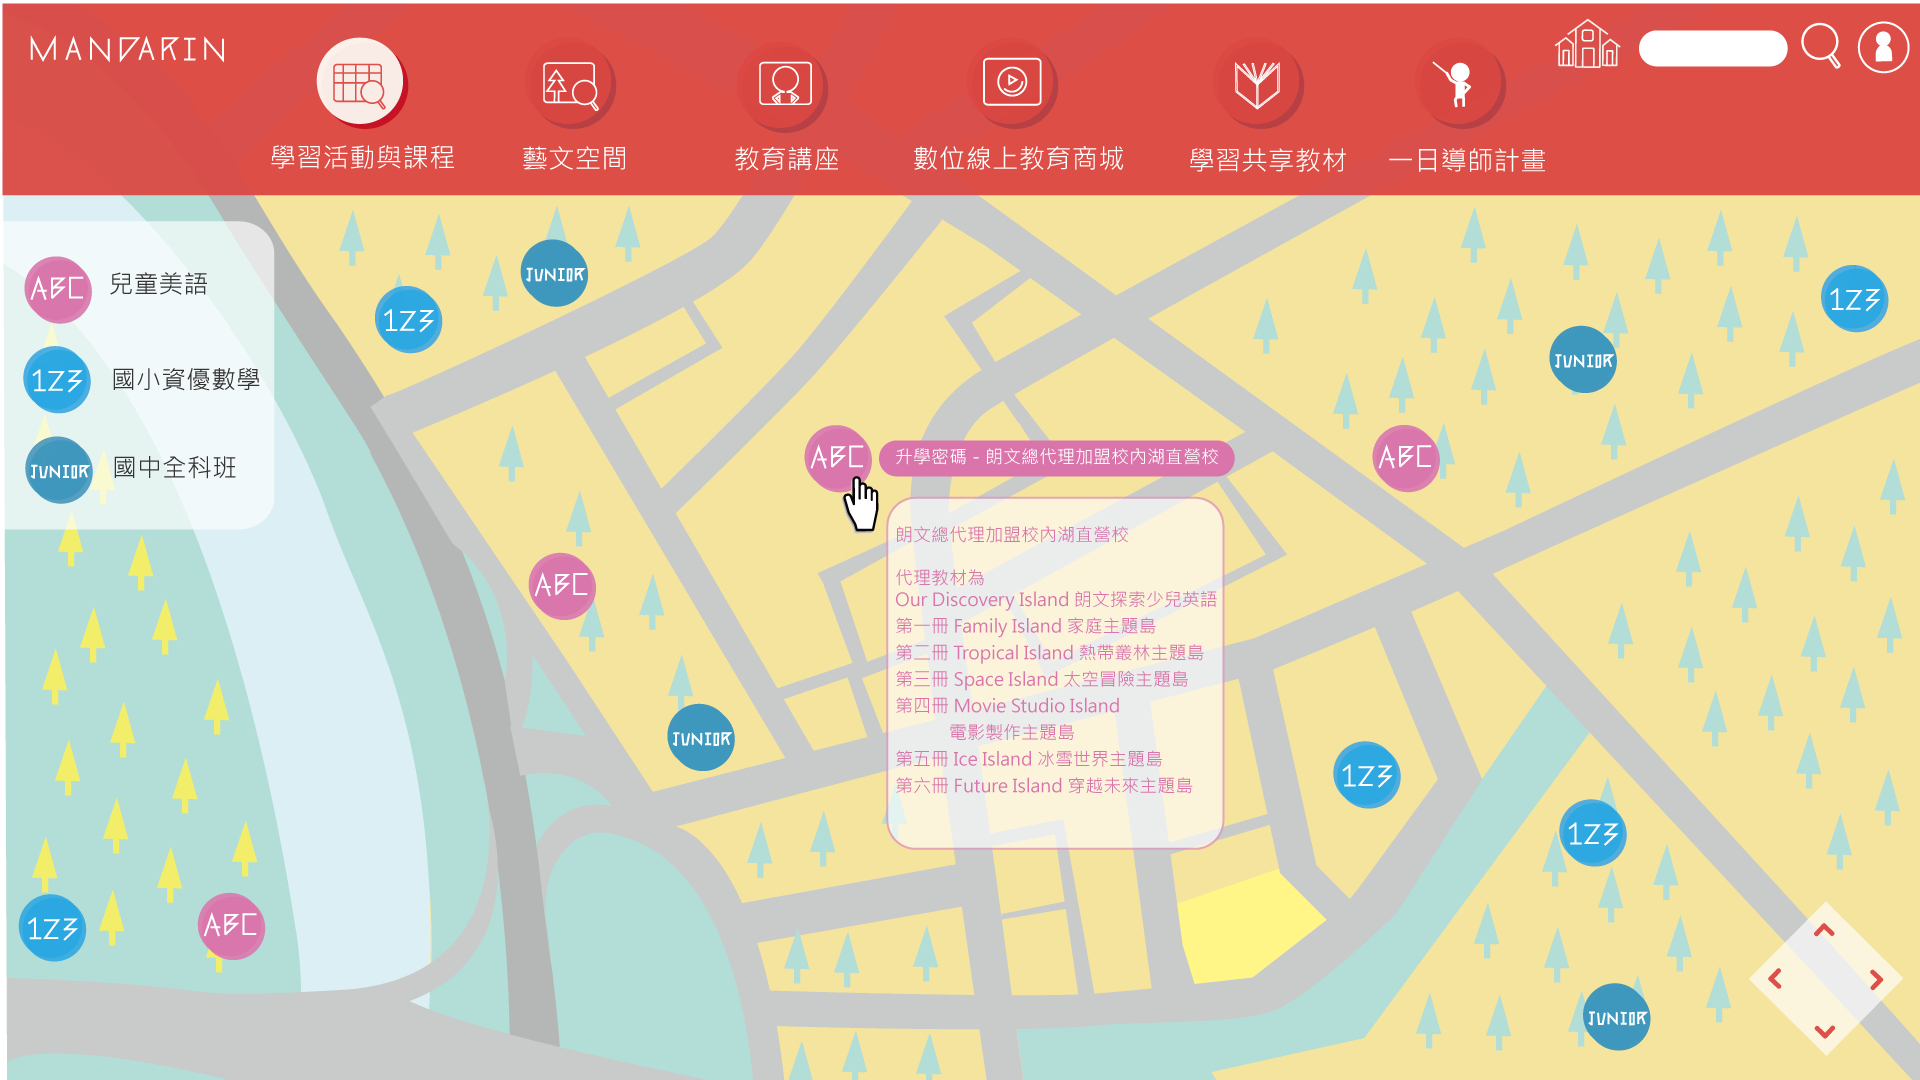 MANDARIN
學習活動與課程
藝文空間
教育講座
數位線上教育商城
學習共享教材
一日導師計畫
ABC 兒童美語
123 國小資優數學
JUNIOR 國中全科班
JUNIOR
123
123
JUNIOR
ABC
升學密碼 - 朗文總代理加盟校內湖直營校
ABC
朗文總代理加盟校內湖直營校
代理教材為
Our Discovery Island 朗文探索少兒英語
第一冊 Family Island 家庭主題島
第二冊 Tropical Island 熱帶叢林主題島
第三冊 Space Island 太空冒險主題島
第四冊 Movie Studio Island
電影製作主題島
第五冊 Ice Island 冰雪世界主題島
第六冊 Future Island 穿越未來主題島
ABC
JUNIOR
123
123
123
ABC
JUNIOR